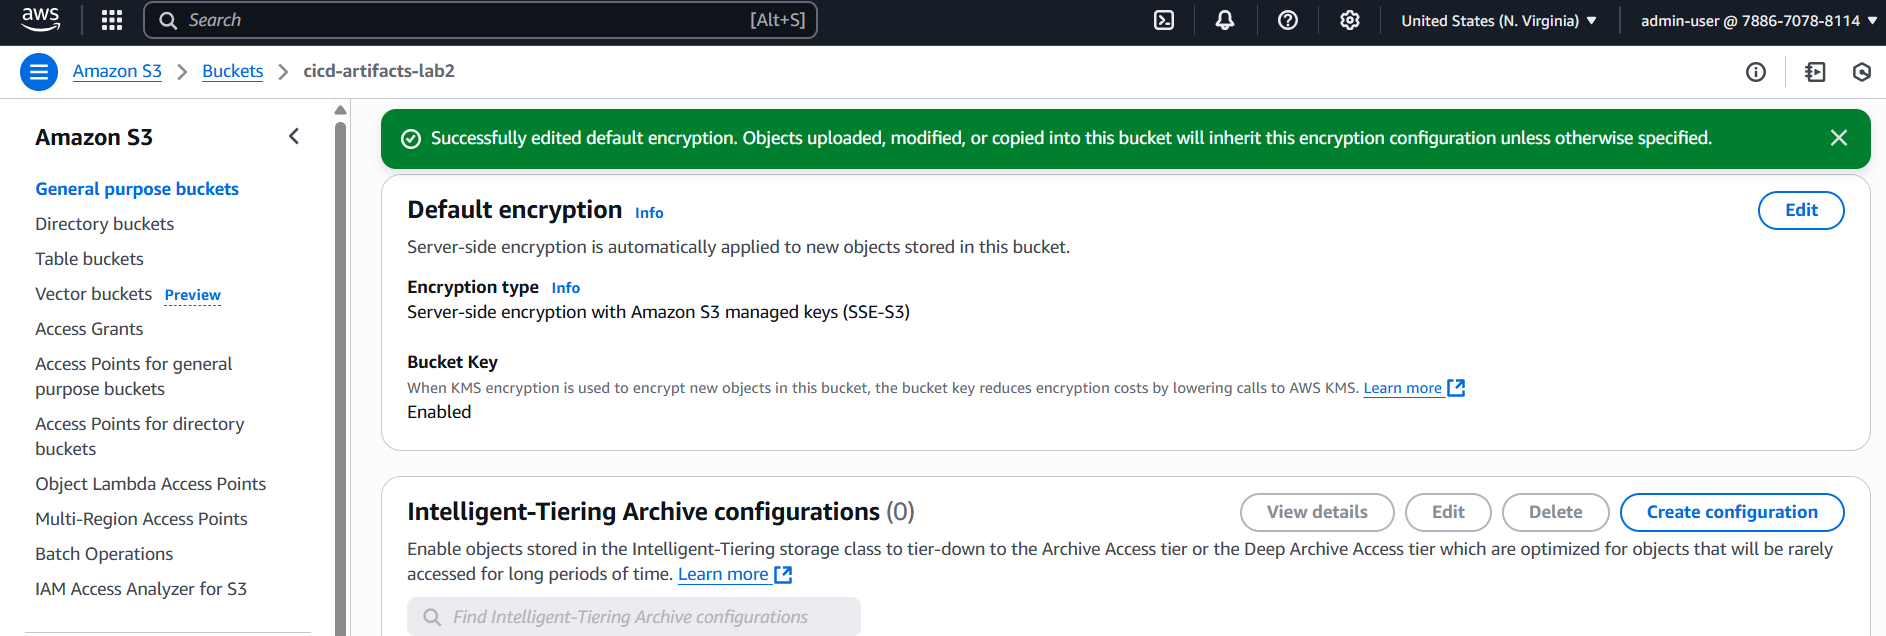 aws
Search [Alt+S]
United States (N. Virginia)
admin-user @ 7886-7078-8114
Amazon S3
Buckets
cicd-artifacts-lab2
Amazon S3
General purpose buckets
Directory buckets
Table buckets
Vector buckets Preview
Access Grants
Access Points for general
purpose buckets
Access Points for directory
buckets
Object Lambda Access Points
Multi-Region Access Points
Batch Operations
IAM Access Analyzer for S3
Successfully edited default encryption. Objects uploaded, modified, or copied into this bucket will inherit this encryption configuration unless otherwise specified.
Default encryption Info
Edit
Server-side encryption is automatically applied to new objects stored in this bucket.
Encryption type Info
Server-side encryption with Amazon S3 managed keys (SSE-S3)
Bucket Key
When KMS encryption is used to encrypt new objects in this bucket, the bucket key reduces encryption costs by lowering calls to AWS KMS. Learn more
Enabled
Intelligent-Tiering Archive configurations (0)
View details
Edit
Delete
Create configuration
Enable objects stored in the Intelligent-Tiering storage class to tier-down to the Archive Access tier or the Deep Archive Access tier which are optimized for objects that will be rarely
accessed for long periods of time. Learn more
Find Intelligent-Tiering Archive configurations